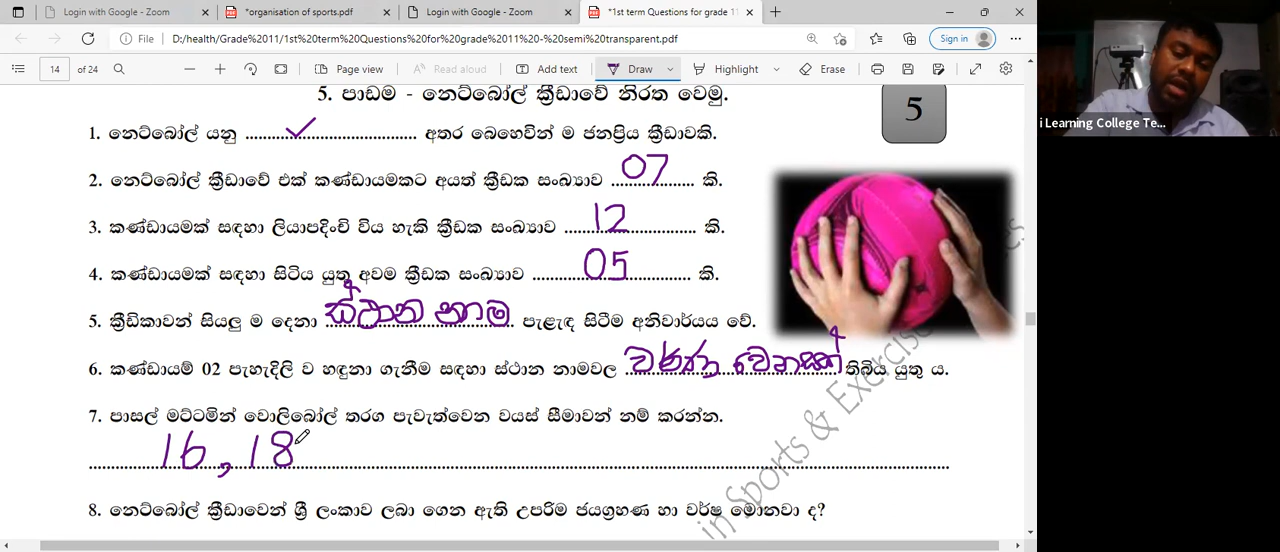 Login with Google - Zoom
*organisation of sports.pdf
Login with Google - Zoom
*1st term Questions for grade 11
File
D:/health/Grade%2011/1st%20term%20Questions%20for%20grade%2011%20-%20semi%20transparent.pdf
Sign in
14 of 24
Page view
Read aloud
Add text
Draw
Highlight
Erase
i Learning College Te...
5. පාඩම - නෙට්බෝල් ක්‍රීඩාවේ නිරත වෙමු.
5
1. නෙට්බෝල් යනු ................................ අතර බෙහෙවින් ම ජනප්‍රිය ක්‍රීඩාවකි.
2. නෙට්බෝල් ක්‍රීඩාවේ එක් කණ්ඩායමකට අයත් ක්‍රීඩක සංඛ්‍යාව 07 කි.
3. කණ්ඩායමක් සඳහා ලියාපදිංචි විය හැකි ක්‍රීඩක සංඛ්‍යාව 12 කි.
4. කණ්ඩායමක් සඳහා සිටිය යුතු අවම ක්‍රීඩක සංඛ්‍යාව 05 කි.
5. ක්‍රීඩිකාවන් සියලු ම දෙනා ස්ථාන නාම පැළැඳ සිටීම අනිවාර්යය වේ.
6. කණ්ඩායම් 02 පැහැදිලි ව හඳුනා ගැනීම සඳහා ස්ථාන නාමවල වර්ණ වෙනසක් තිබිය යුතු ය.
7. පාසල් මට්ටමින් වොලිබෝල් තරග පැවැත්වෙන වයස් සීමාවන් නම් කරන්න.
16, 18
8. නෙට්බෝල් ක්‍රීඩාවෙන් ශ්‍රී ලංකාව ලබා ගෙන ඇති උපරිම ජයග්‍රහණ හා වර්ෂ මොනවා ද?
in Sports & Exercise